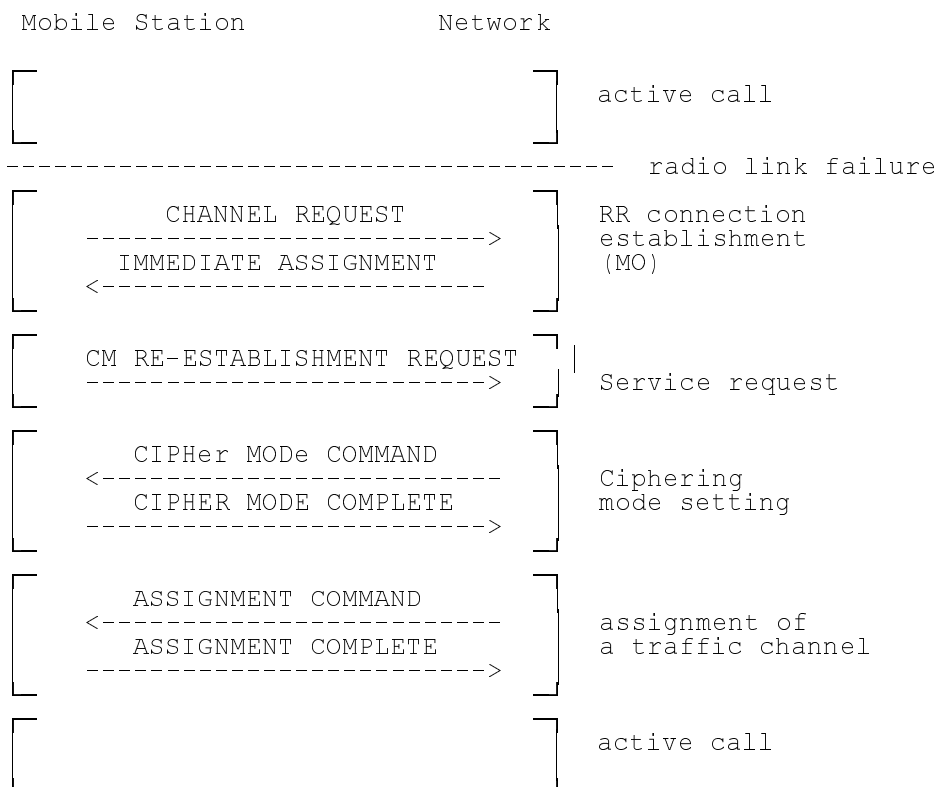 Mobile Station Network
active call
radio link failure
CHANNEL REQUEST
RR connection
establishment
IMMEDIATE ASSIGNMENT
(MO)
CM RE-ESTABLISHMENT REQUEST
Service request
CIPHer MODe COMMAND
Ciphering
CIPHER MODE COMPLETE
mode setting
ASSIGNMENT COMMAND
assignment of
ASSIGNMENT COMPLETE
a traffic channel
active call